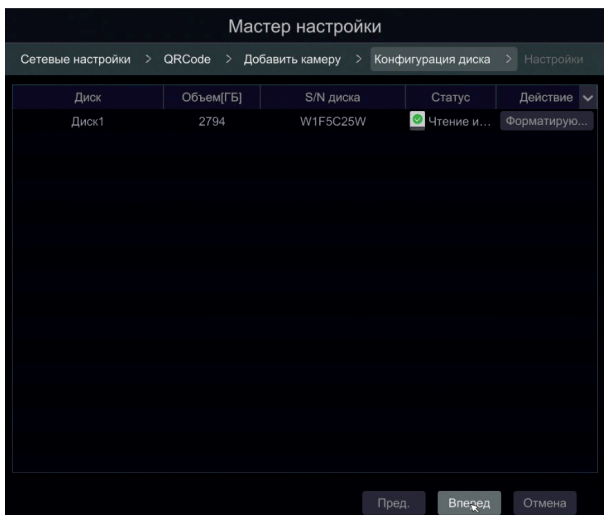 Мастер настройки
Сетевые настройки > QRCode > Добавить камеру > Конфигурация диска > Настройки
Диск Объем[ГБ] S/N диска Статус Действие
Диск1 2794 W1F5C25W Чтение и... Форматирую...
Пред. Вперед Отмена